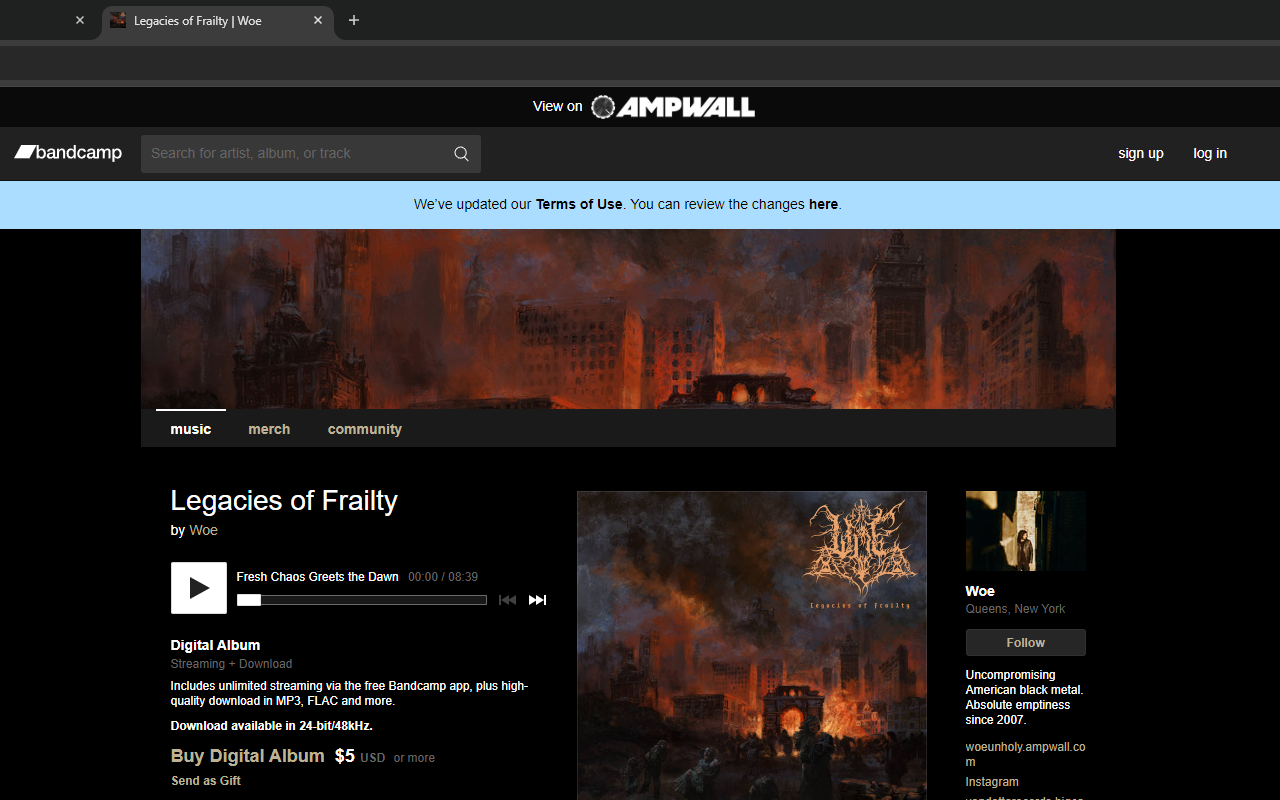 Legacies of Frailty | Woe
View on AMPWALL
bandcamp
Search for artist, album, or track
sign up
log in
We've updated our Terms of Use. You can review the changes here.
music
merch
community
Legacies of Frailty
by Woe
Fresh Chaos Greets the Dawn 00:00 / 08:39
Digital Album
Streaming + Download
Includes unlimited streaming via the free Bandcamp app, plus high-
quality download in MP3, FLAC and more.
Download available in 24-bit/48kHz.
Buy Digital Album $5 USD or more
Send as Gift
WOE
Legacies of Frailty
Woe
Queens, New York
Follow
Uncompromising
American black metal.
Absolute emptiness
since 2007.
woeunholy.ampwall.co
m
Instagram